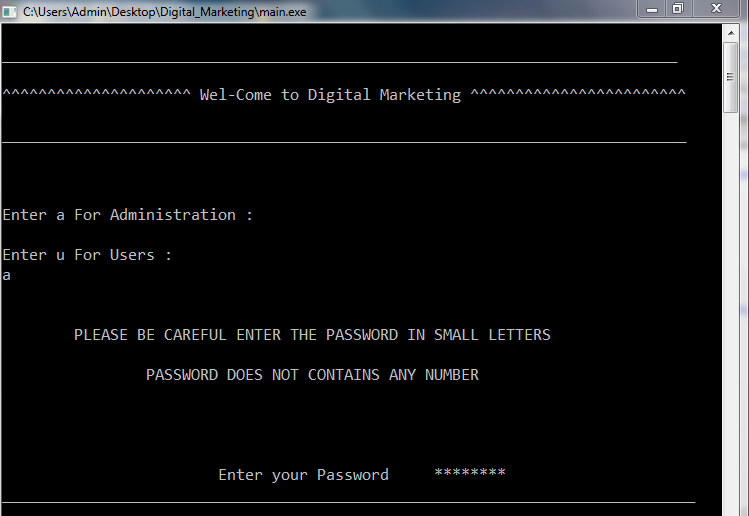 C:\Users\Admin\Desktop\Digital_Marketing\main.exe
^^^^^^^^^^^^^^^^^^^^^ Wel-Come to Digital Marketing ^^^^^^^^^^^^^^^^^^^^^^^^
Enter a For Administration :
Enter u For Users :
a
PLEASE BE CAREFUL ENTER THE PASSWORD IN SMALL LETTERS
PASSWORD DOES NOT CONTAINS ANY NUMBER
Enter your Password ********